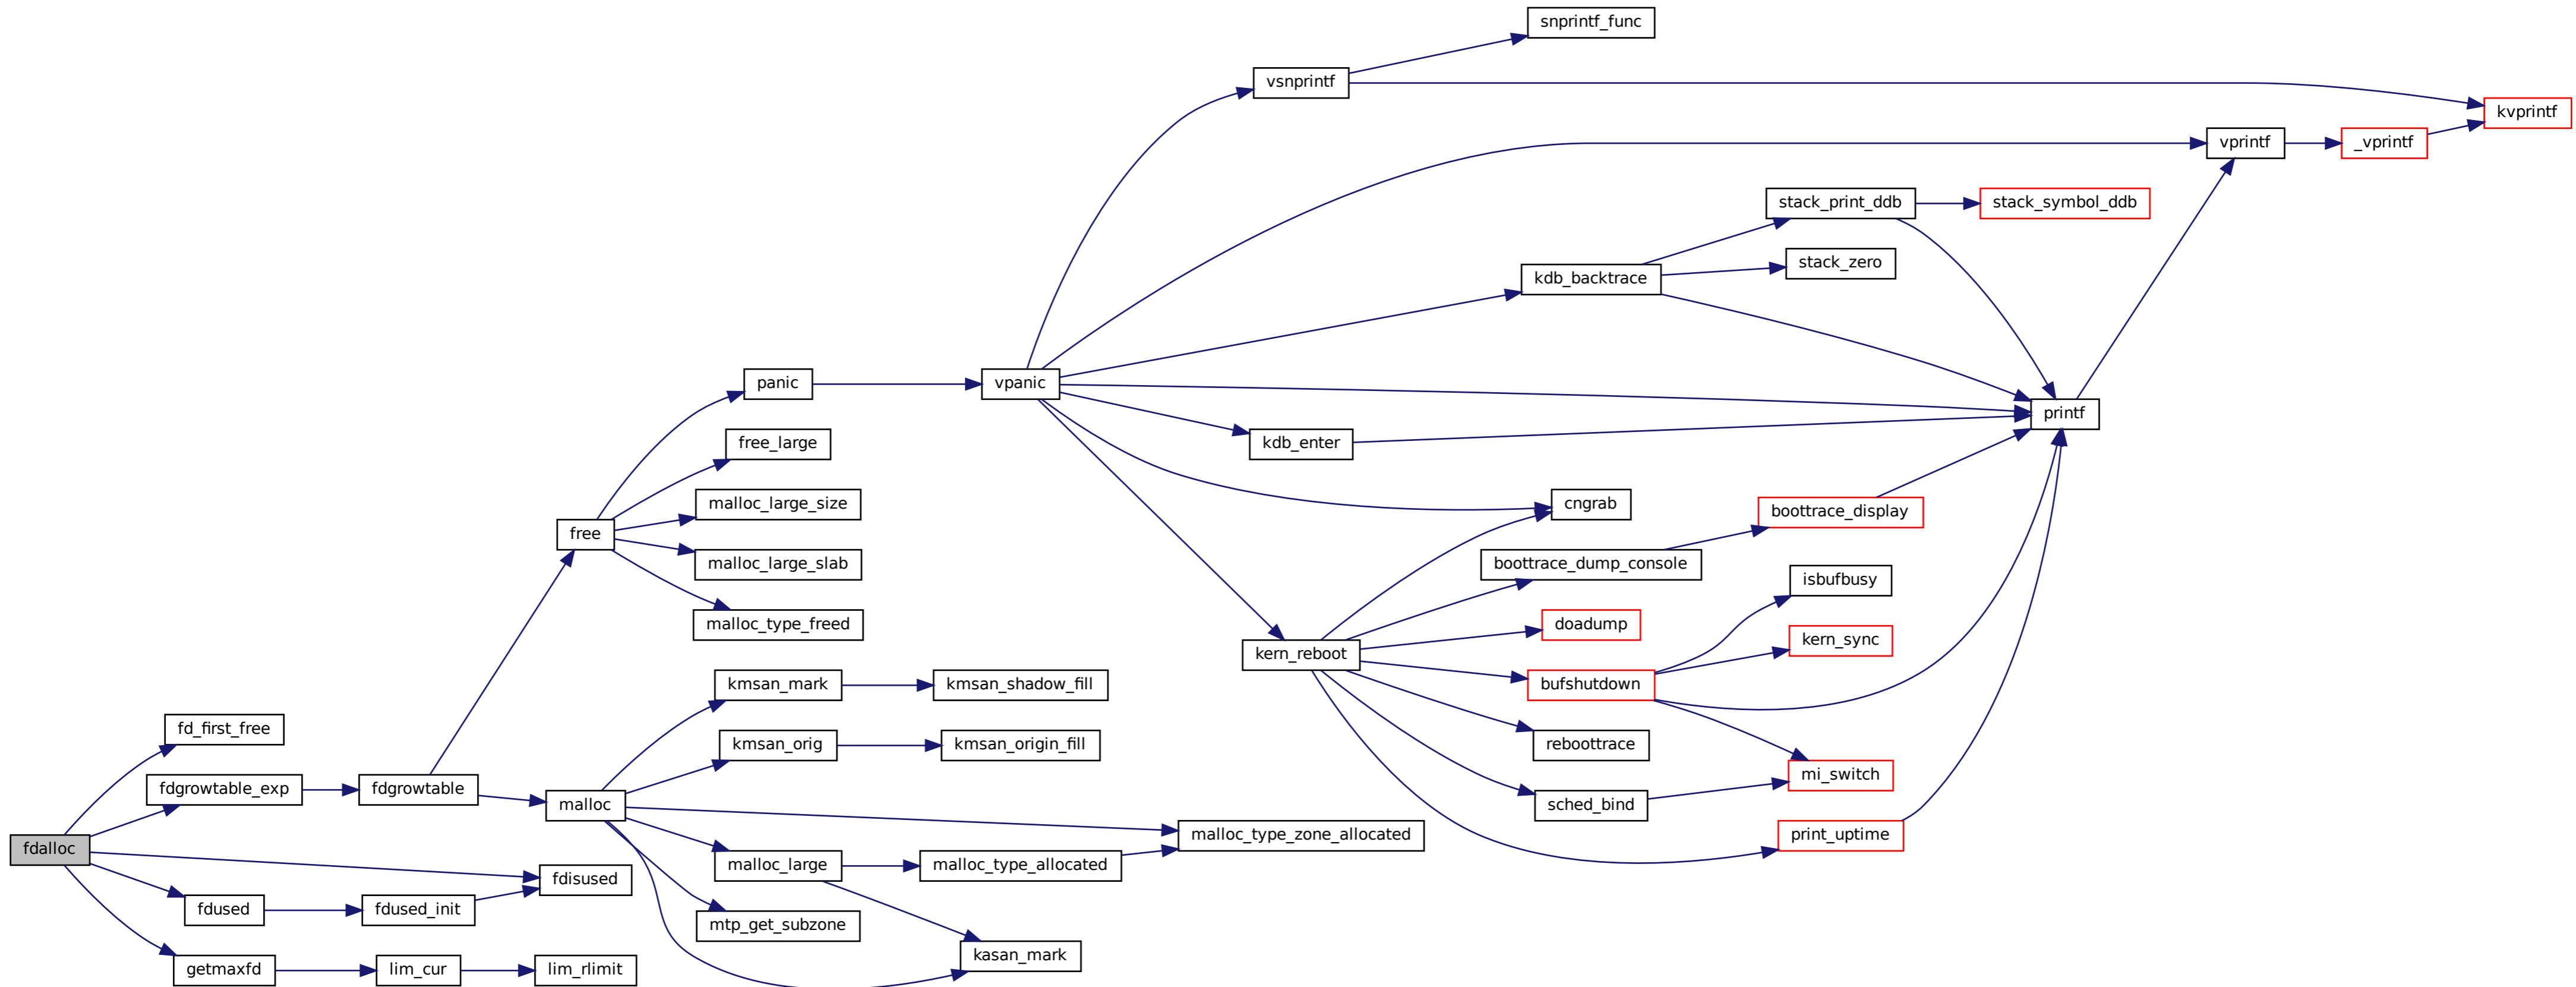 snprintf_func
vsnprintf
kvprintf
vprintf
_vprintf
stack_print_ddb
stack_symbol_ddb
stack_zero
kdb_backtrace
panic
vpanic
printf
free_large
kdb_enter
malloc_large_size
cngrab
boottrace_display
free
malloc_large_slab
boottrace_dump_console
isbufbusy
malloc_type_freed
doadump
kern_sync
kern_reboot
kmsan_mark
kmsan_shadow_fill
bufshutdown
fd_first_free
kmsan_orig
kmsan_origin_fill
reboottrace
mi_switch
fdgrowtable_exp
fdgrowtable
malloc
sched_bind
malloc_type_zone_allocated
print_uptime
fdalloc
malloc_large
malloc_type_allocated
fdisused
fdused
fdused_init
mtp_get_subzone
kasan_mark
getmaxfd
lim_cur
lim_rlimit